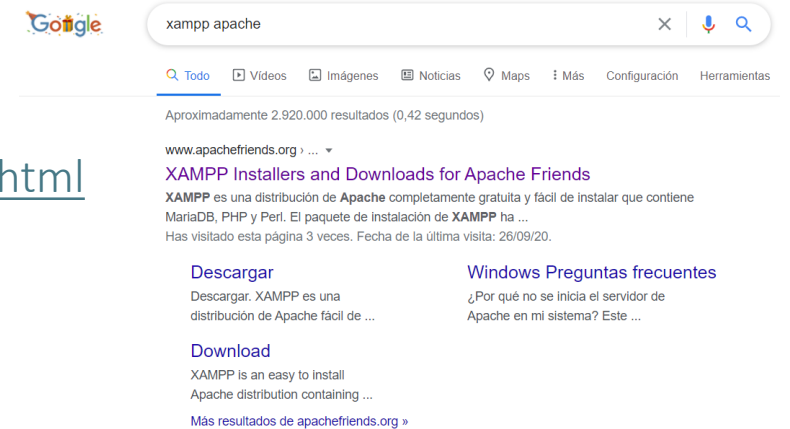 Google
xampp apache
Todo Vídeos Imágenes Noticias Maps Más Configuración Herramientas
Aproximadamente 2.920.000 resultados (0,42 segundos)
www.apachefriends.org › ...
html
XAMPP Installers and Downloads for Apache Friends
XAMPP es una distribución de Apache completamente gratuita y fácil de instalar que contiene
MariaDB, PHP y Perl. El paquete de instalación de XAMPP ha ...
Has visitado esta página 3 veces. Fecha de la última visita: 26/09/20.
Descargar
Descargar. XAMPP es una
distribución de Apache fácil de ...
Windows Preguntas frecuentes
¿Por qué no se inicia el servidor de
Apache en mi sistema? Este ...
Download
XAMPP is an easy to install
Apache distribution containing ...
Más resultados de apachefriends.org »